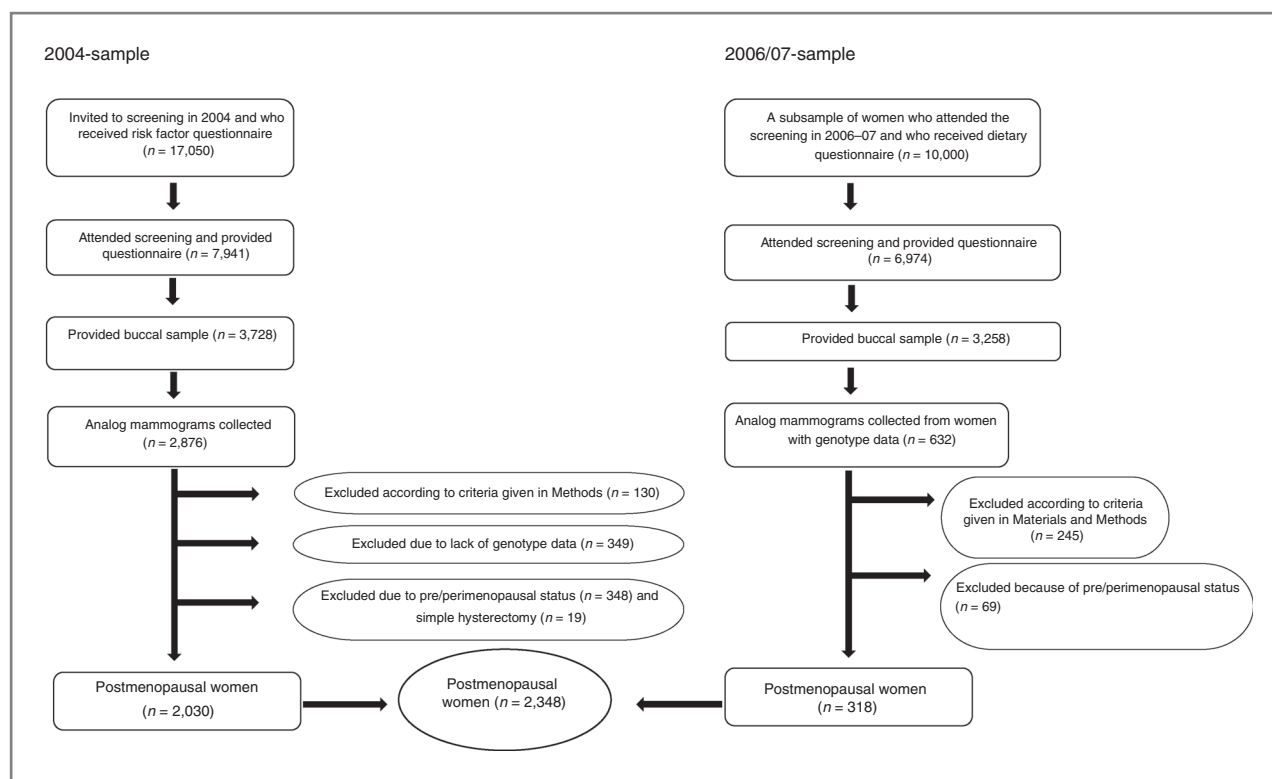 2004-sample
Invited to screening in 2004 and who
received risk factor questionnaire
(n = 17,050)
Attended screening and provided
questionnaire (n = 7,941)
Provided buccal sample (n = 3,728)
Analog mammograms collected
(n = 2,876)
Excluded according to criteria given in Methods (n = 130)
Excluded due to lack of genotype data (n = 349)
Excluded due to pre/perimenopausal status (n = 348) and
simple hysterectomy (n = 19)
Postmenopausal women
(n = 2,030)
Postmenopausal
women (n = 2,348)
2006/07-sample
A subsample of women who attended the
screening in 2006–07 and who received dietary
questionnaire (n = 10,000)
Attended screening and provided questionnaire
(n = 6,974)
Provided buccal sample (n = 3,258)
Analog mammograms collected from women
with genotype data (n = 632)
Excluded according to criteria
given in Materials and Methods
(n = 245)
Excluded because of pre/perimenopausal status
(n = 69)
Postmenopausal women
(n = 318)